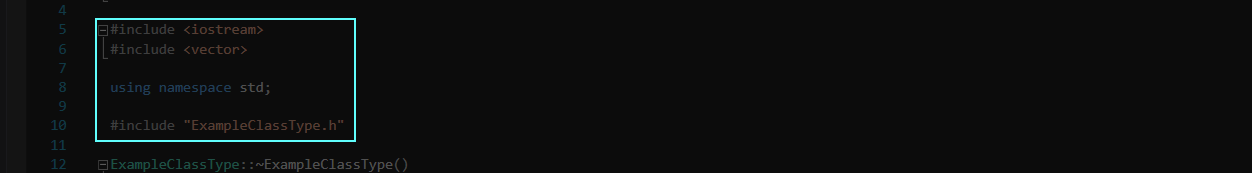 4
5 #include <iostream>
6 #include <vector>
7
8 using namespace std;
9
10 #include "ExampleClassType.h"
11
12 ExampleClassType::~ExampleClassType()